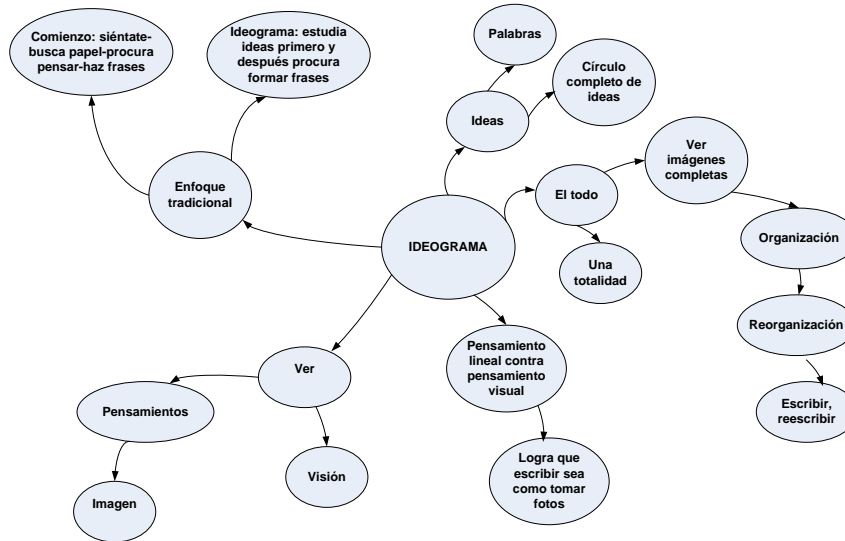 Comienzo: siéntate-
busca papel-procura
pensar-haz frases
Ideograma: estudia
ideas primero y
después procura
formar frases
Palabras
Círculo
completo de
ideas
Ideas
Ver
imágenes
completas
Enfoque
tradicional
El todo
IDEOGRAMA
Organización
Una
totalidad
Reorganización
Pensamiento
lineal contra
pensamiento
visual
Ver
Pensamientos
Escribir,
reescribir
Visión
Logra que
escribir sea
como tomar
fotos
Imagen